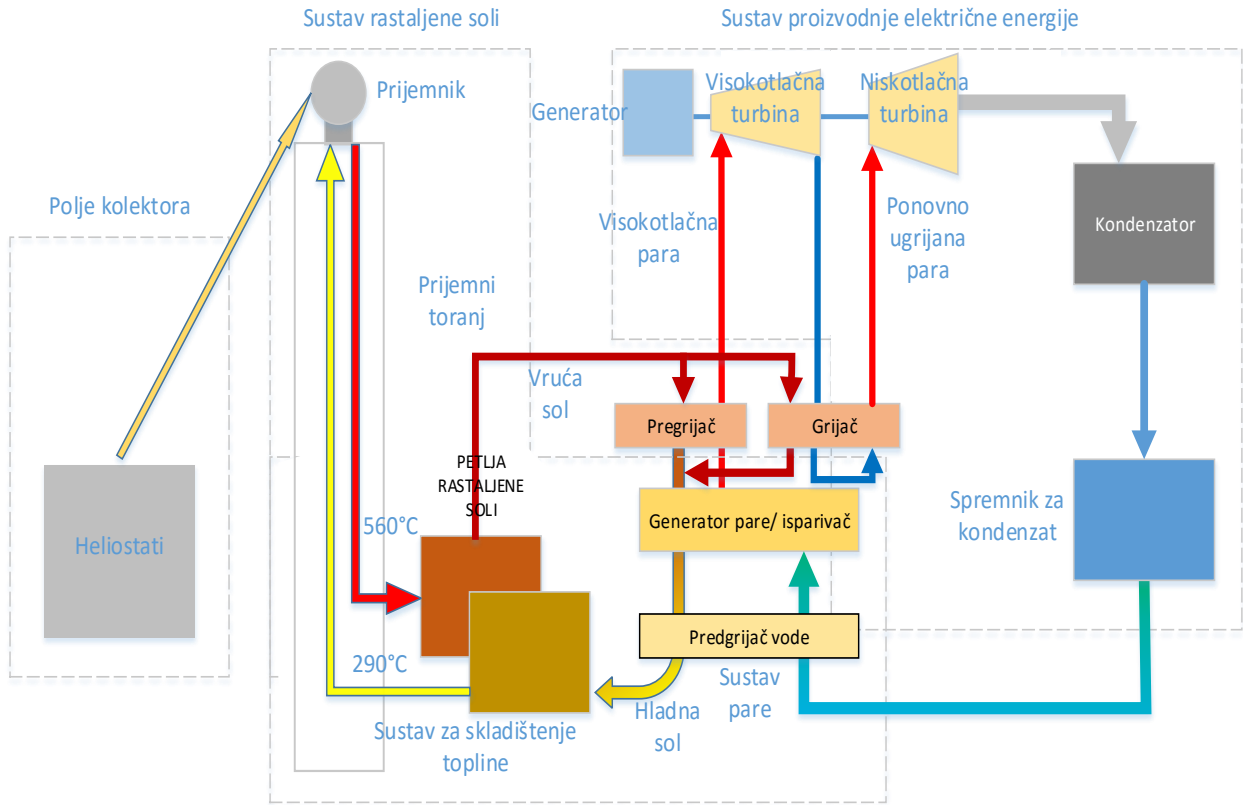 Sustav rastaljene soli
Sustav proizvodnje električne energije
Prijemnik
Generator
Visokotlačna
turbina
Niskotlačna
turbina
Polje kolektora
Visokotlačna
para
Ponovno
ugrijana
para
Kondenzator
Prijemni
toranj
Vruća
sol
Pregrijač
Grijač
PETLJA
RASTALJENE
SOLI
Generator pare/ isparivač
Spremnik za
kondenzat
Heliostati
560°C
Predgrijač vode
290°C
Sustav
pare
Hladna
sol
Sustav za skladištenje
topline